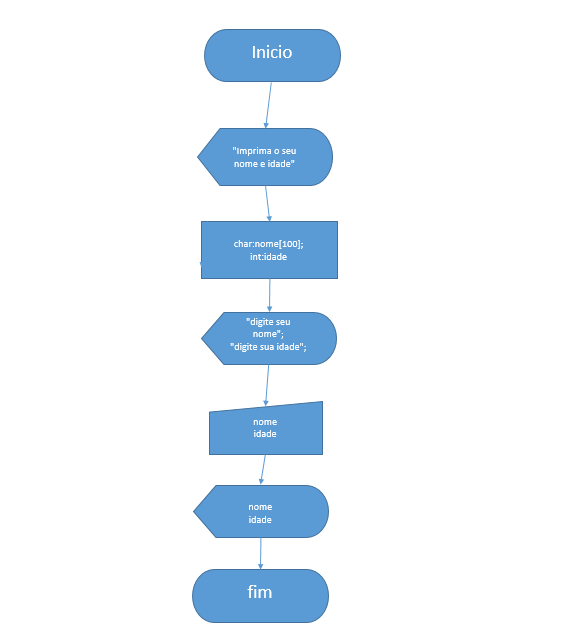 Inicio
"Imprima o seu
nome e idade"
char:nome[100];
int:idade
"digite seu
nome";
"digite sua idade";
nome
idade
nome
idade
fim